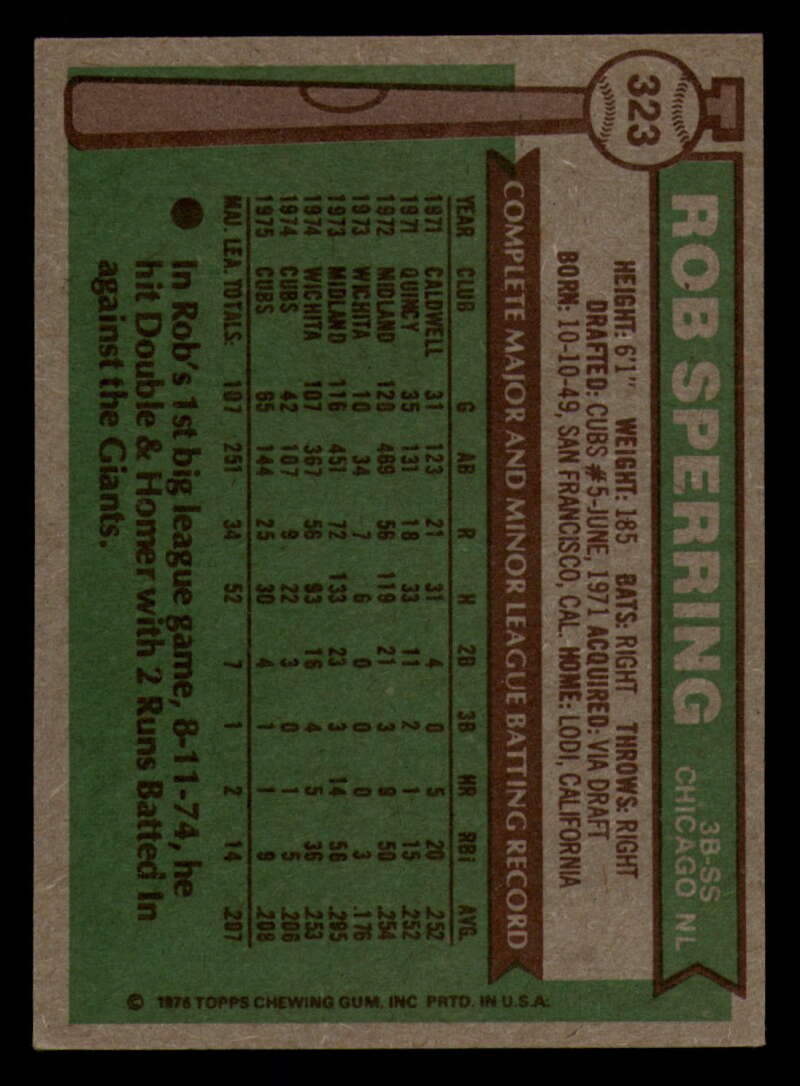 323
ROB SPERRING
3B-SS
CHICAGO NL
HEIGHT: 6'1" WEIGHT: 185 BATS: RIGHT THROWS: RIGHT
DRAFTED: CUBS #5-JUNE, 1971 ACQUIRED: VIA DRAFT
BORN: 10-10-49, SAN FRANCISCO, CAL. HOME: LODI, CALIFORNIA
COMPLETE MAJOR AND MINOR LEAGUE BATTING RECORD
YEAR CLUB G AB R H 2B 3B HR RBI AVG.
1971 CALDWELL 31 123 21 31 4 0 5 20 .252
1971 QUINCY 35 131 18 33 11 2 1 15 .252
1972 MIDLAND 120 469 56 119 21 3 9 50 .254
1973 WICHITA 10 34 7 6 0 0 0 3 .176
1973 MIDLAND 116 451 72 133 23 3 14 56 .295
1974 WICHITA 107 367 56 93 16 4 5 36 .253
1974 CUBS 42 107 9 22 3 0 1 5 .206
1975 CUBS 65 144 25 30 4 1 1 9 .208
MAJ. LEA. TOTALS: 107 251 34 52 7 1 2 14 .207
In Rob's 1st big league game, 8-11-74, he
hit Double & Homer with 2 Runs Batted In
against the Giants.
© 1976 TOPPS CHEWING GUM, INC PRTD. IN U.S.A.